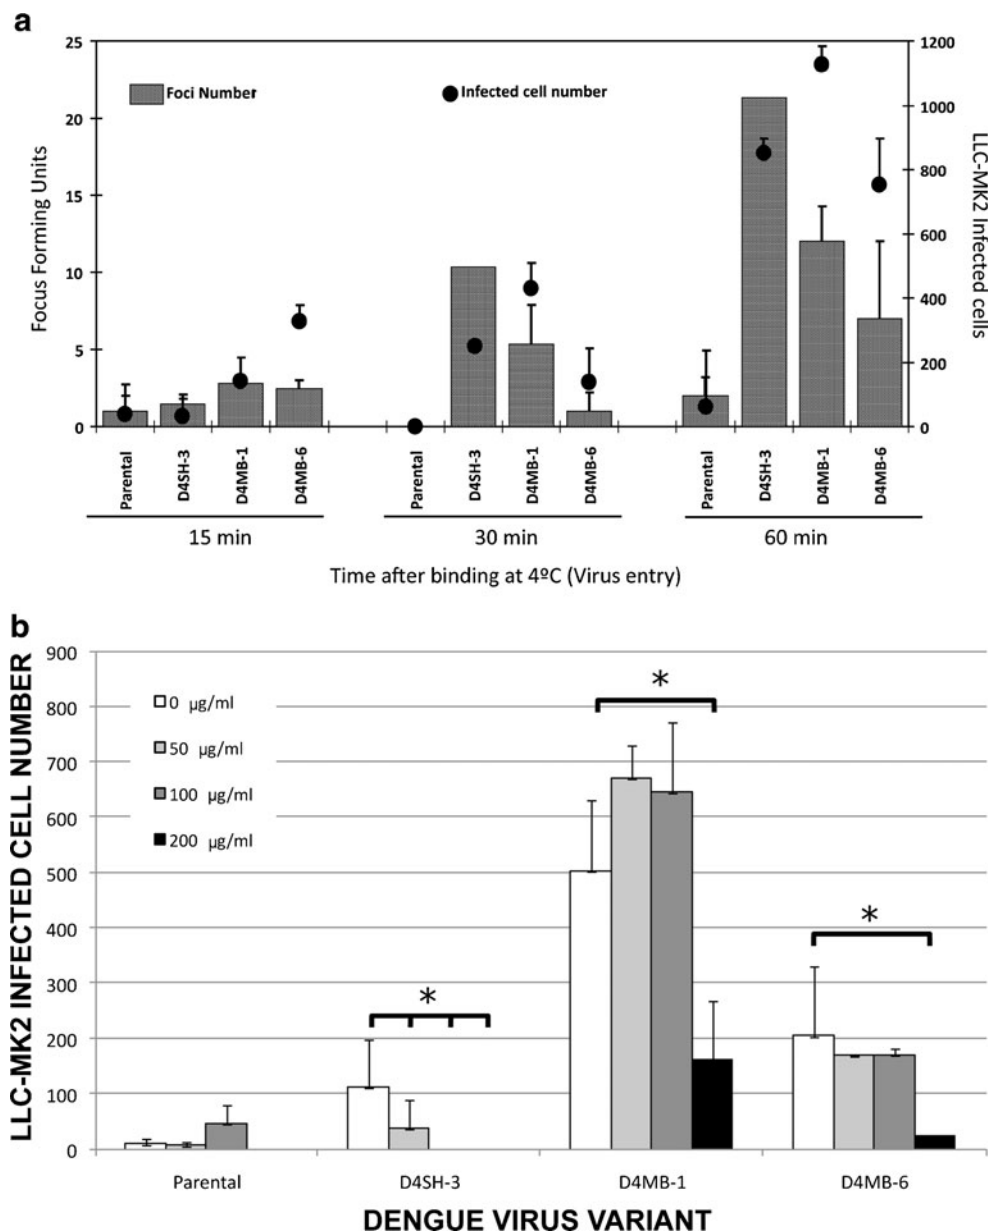 a
25
20
15
10
5
0
Focus Forming Units
Foci Number
Infected cell number
1200
1000
800
600
400
200
0
LLC-MK2 Infected cells
Parental
D4SH-3
D4MB-1
D4MB-6
Parental
D4SH-3
D4MB-1
D4MB-6
Parental
D4SH-3
D4MB-1
D4MB-6
15 min
30 min
60 min
Time after binding at 4ºC (Virus entry)
b
LLC-MK2 INFECTED CELL NUMBER
900
800
700
600
500
400
300
200
100
0
0 µg/ml
50 µg/ml
100 µg/ml
200 µg/ml
*
*
*
Parental
D4SH-3
D4MB-1
D4MB-6
DENGUE VIRUS VARIANT